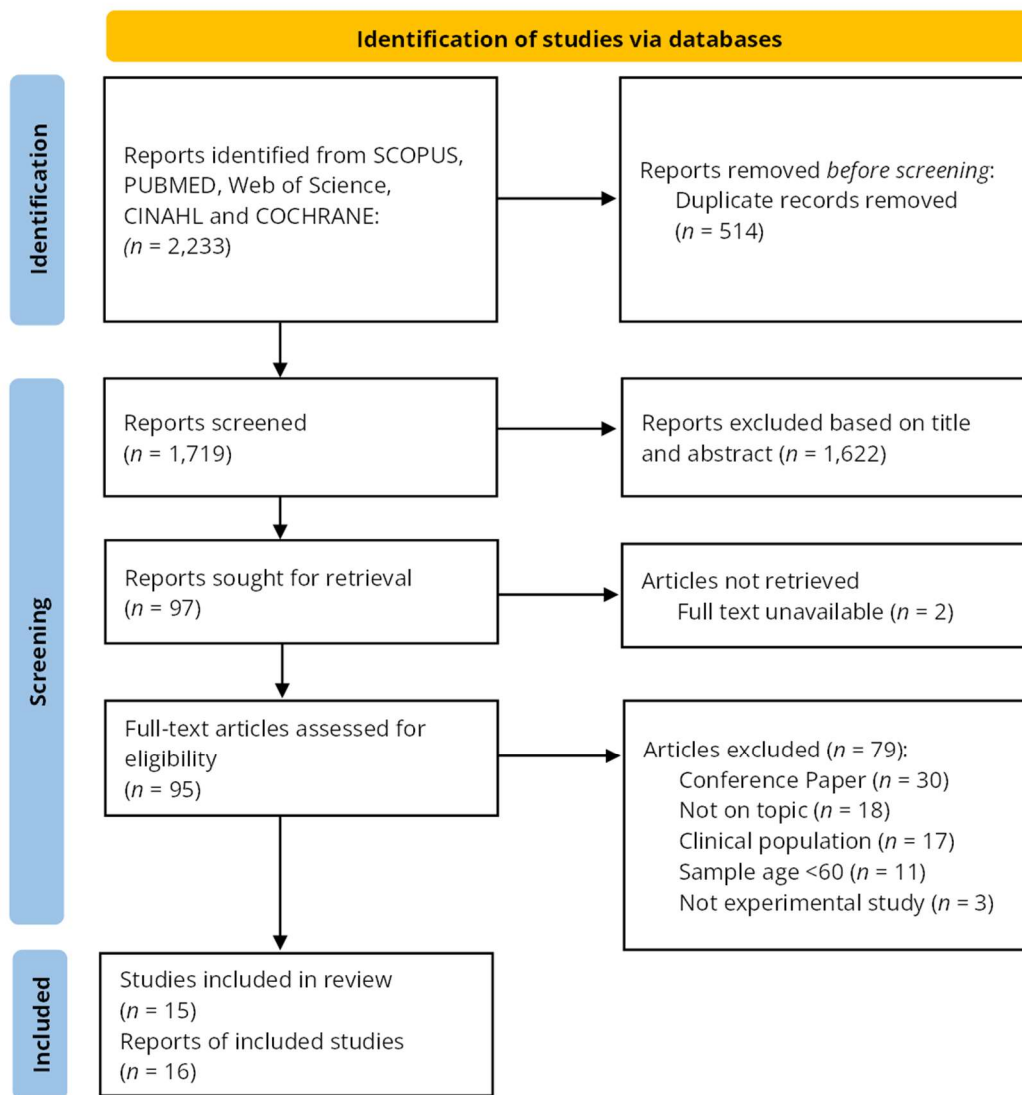 Identification of studies via databases
Identification
Reports identified from SCOPUS,
PUBMED, Web of Science,
CINAHL and COCHRANE:
(n = 2,233)
Reports removed before screening:
Duplicate records removed
(n = 514)
Screening
Reports screened
(n = 1,719)
Reports excluded based on title
and abstract (n = 1,622)
Reports sought for retrieval
(n = 97)
Articles not retrieved
Full text unavailable (n = 2)
Full-text articles assessed for
eligibility
(n = 95)
Articles excluded (n = 79):
Conference Paper (n = 30)
Not on topic (n = 18)
Clinical population (n = 17)
Sample age <60 (n = 11)
Not experimental study (n = 3)
Included
Studies included in review
(n = 15)
Reports of included studies
(n = 16)